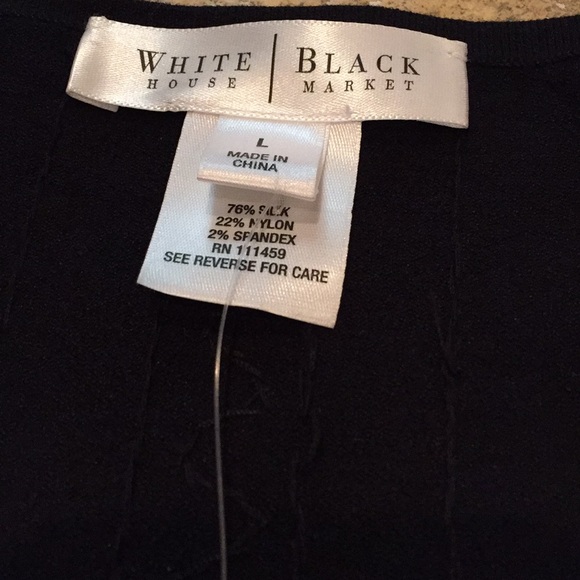 WHITE | BLACK
HOUSE | MARKET
L
MADE IN
CHINA
76% SILK
22% NYLON
2% SPANDEX
RN 111459
SEE REVERSE FOR CARE